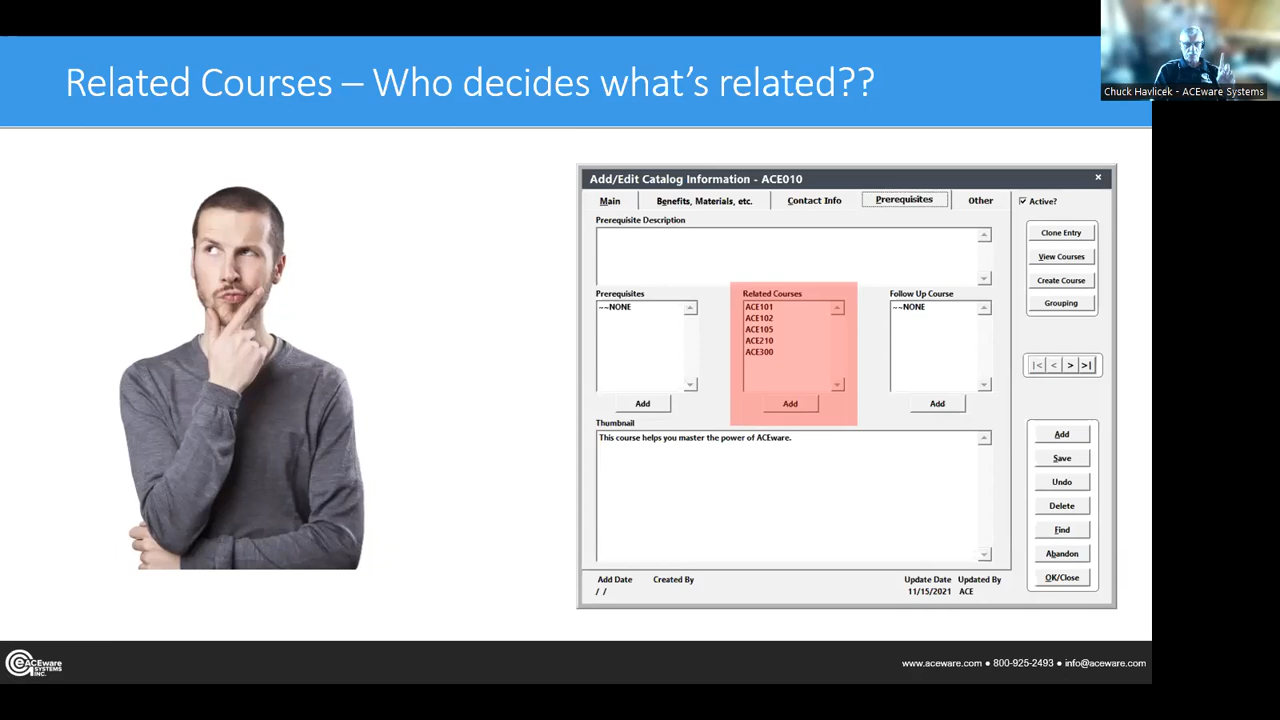 Related Courses – Who decides what's related??
Chuck Havlicek - ACEware Systems
Add/Edit Catalog Information - ACE010
×
Main
Benefits, Materials, etc.
Contact Info
Prerequisites
Other
Active?
Prerequisite Description
Clone Entry
View Courses
Create Course
Grouping
Prerequisites
Related Courses
Follow Up Course
~~NONE
ACE101
ACE102
ACE105
ACE210
ACE300
~~NONE
|<
<
>
>|
Add
Add
Add
Thumbnail
This course helps you master the power of ACEware.
Add
Save
Undo
Delete
Find
Abandon
OK/Close
Add Date
Created By
Update Date
Updated By
/ /
11/15/2021
ACE
ACEware
SYSTEMS
INC.
www.aceware.com ● 800-925-2493 ● info@aceware.com